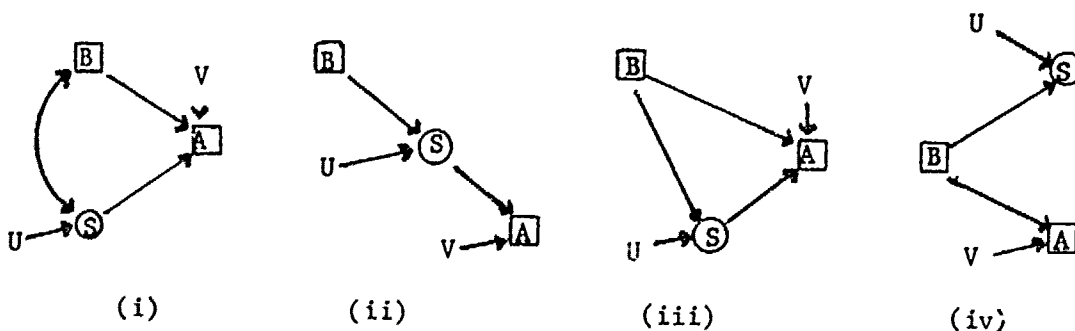 B V A S U
(i)
B S U A V
(ii)
B V A S U
(iii)
U S B A V
(iv)